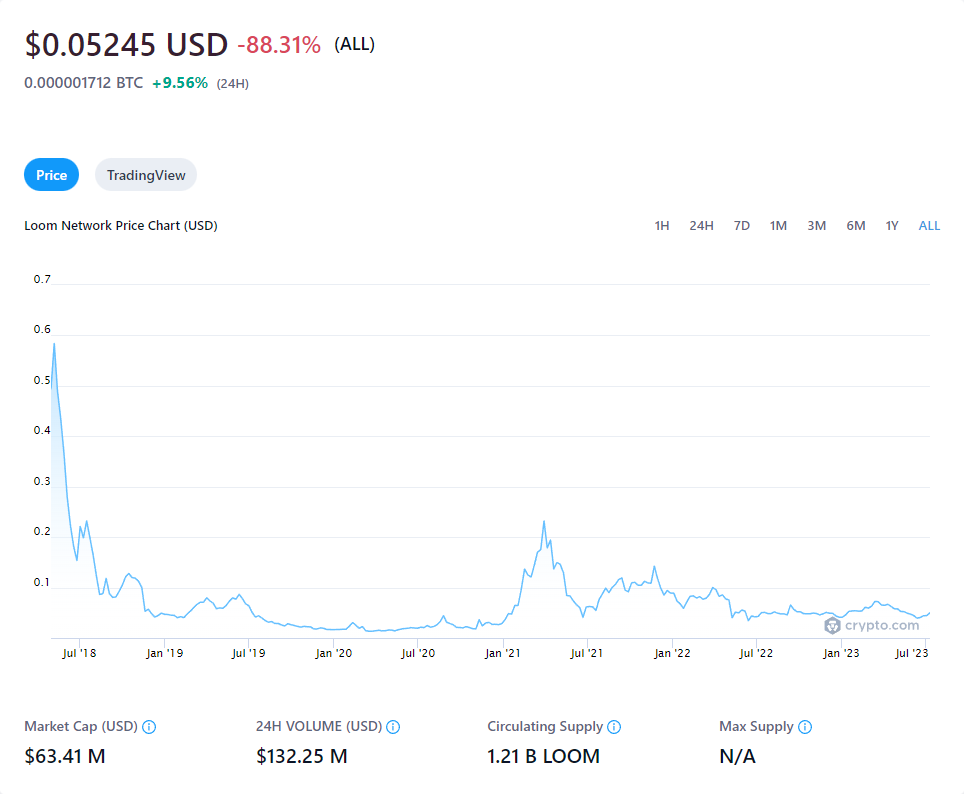 $0.05245 USD -88.31% (ALL)
0.000001712 BTC +9.56% (24H)
Price TradingView
Loom Network Price Chart (USD) 1H 24H 7D 1M 3M 6M 1Y ALL
0.7
0.6
0.5
0.4
0.3
0.2
0.1
crypto.com
Jul '18 Jan '19 Jul '19 Jan '20 Jul '20 Jan '21 Jul '21 Jan '22 Jul '22 Jan '23 Jul '23
Market Cap (USD) 24H VOLUME (USD) Circulating Supply Max Supply
$63.41 M $132.25 M 1.21 B LOOM N/A